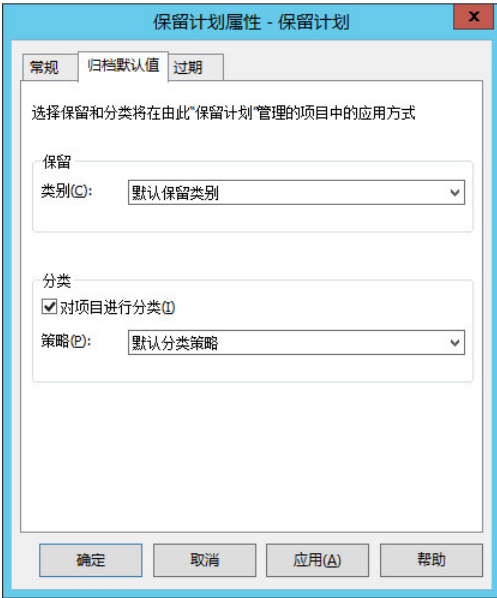 保留计划属性 - 保留计划
x
常规 归档默认值 过期
选择保留和分类将在由此"保留计划"管理的项目中的应用方式
保留
类别(C): 默认保留类别
分类
对项目进行分类(I)
策略(P): 默认分类策略
确定 取消 应用(A) 帮助